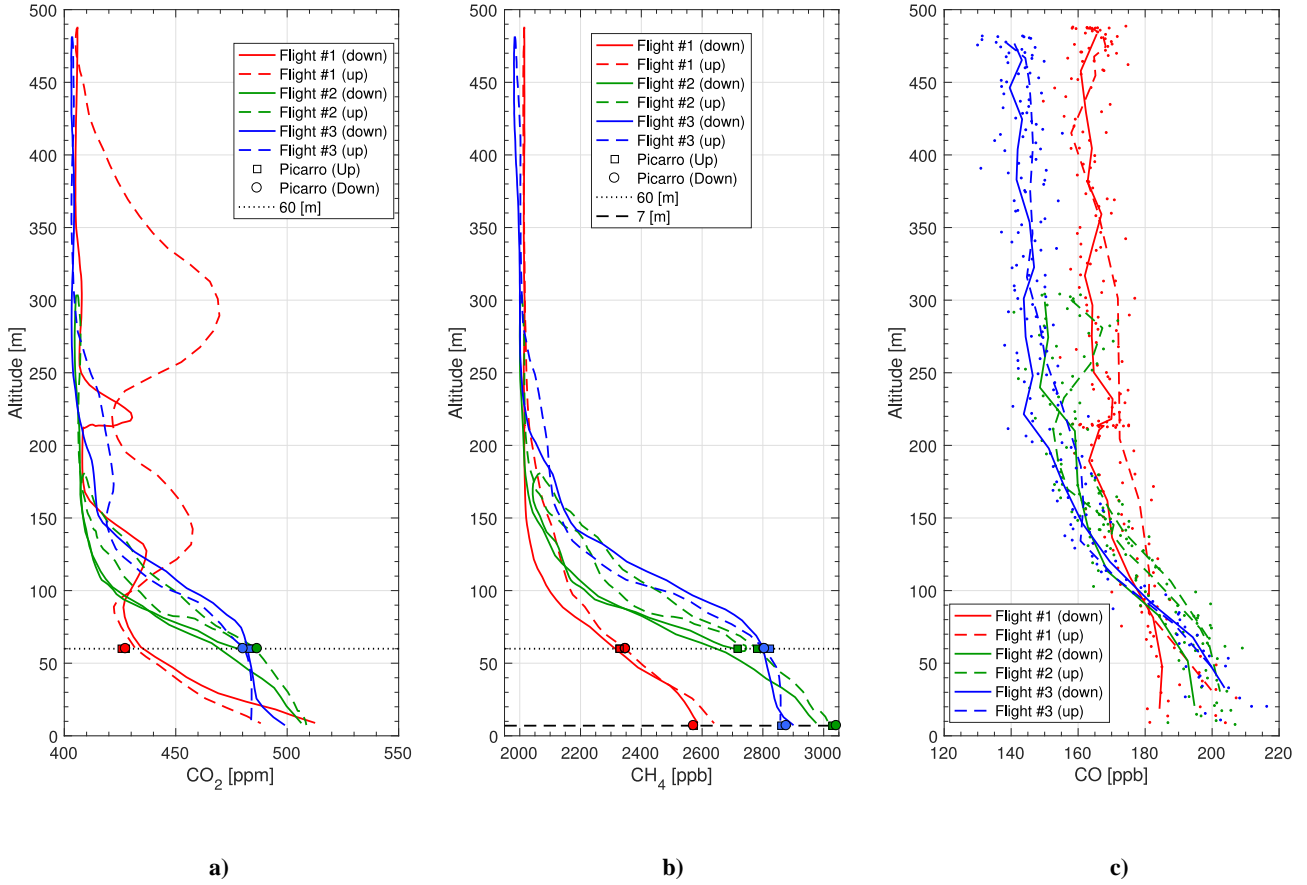 500
450
400
350
300
250
200
150
100
50
0
Altitude [m]
Flight #1 (down)
Flight #1 (up)
Flight #2 (down)
Flight #2 (up)
Flight #3 (down)
Flight #3 (up)
Picarro (Up)
Picarro (Down)
60 [m]
400 450 500 550
CO2 [ppm]
a)
500
450
400
350
300
250
200
150
100
50
0
Altitude [m]
Flight #1 (down)
Flight #1 (up)
Flight #2 (down)
Flight #2 (up)
Flight #3 (down)
Flight #3 (up)
Picarro (Up)
Picarro (Down)
60 [m]
7 [m]
2000 2200 2400 2600 2800 3000
CH4 [ppb]
b)
500
450
400
350
300
250
200
150
100
50
0
Altitude [m]
Flight #1 (down)
Flight #1 (up)
Flight #2 (down)
Flight #2 (up)
Flight #3 (down)
Flight #3 (up)
120 140 160 180 200 220
CO [ppb]
c)